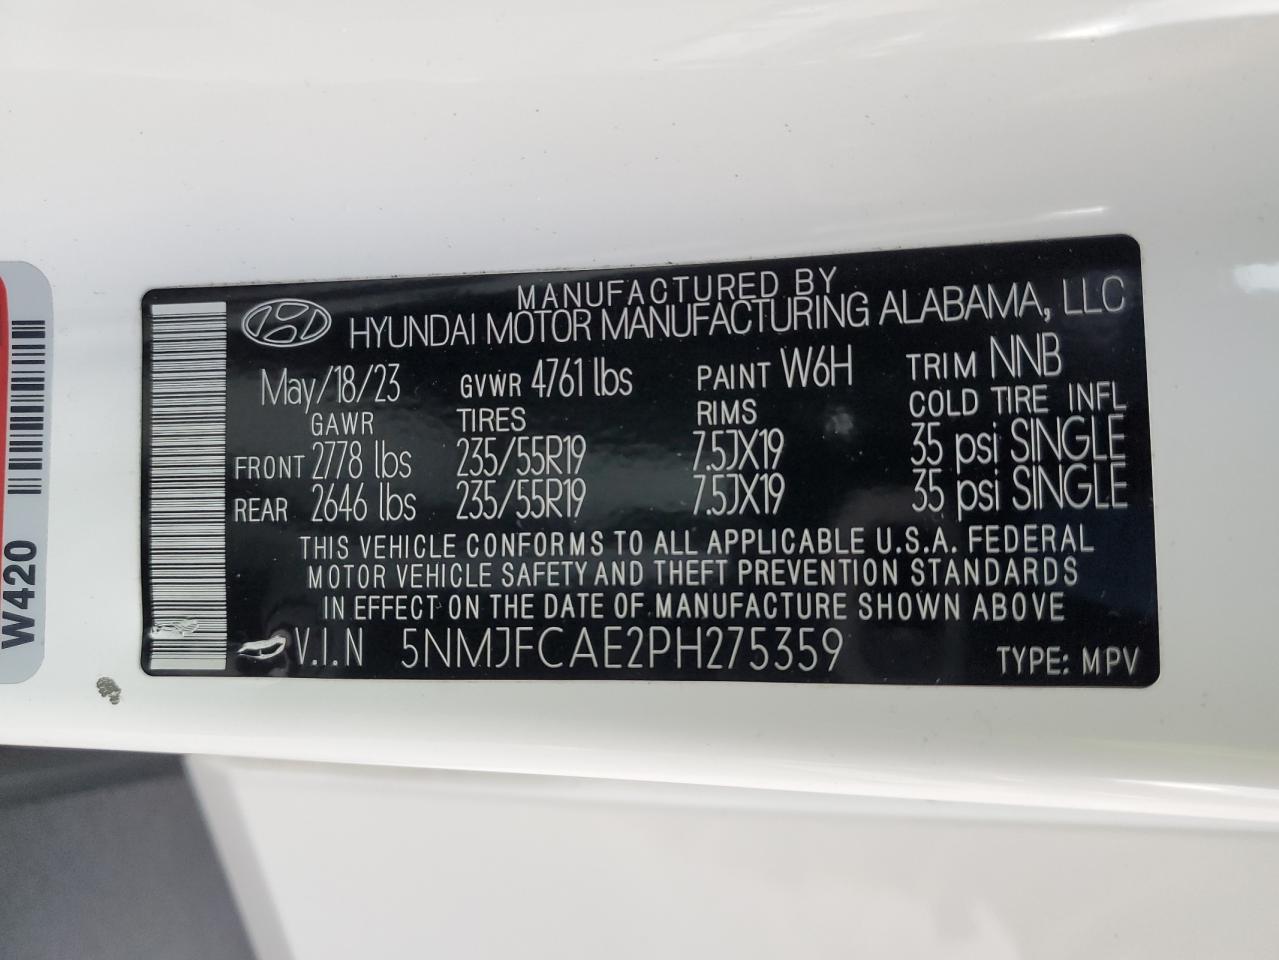 MANUFACTURED BY
HYUNDAI MOTOR MANUFACTURING ALABAMA, LLC
May/18/23 GVWR 4761 lbs PAINT W6H TRIM NNB
GAWR TIRES RIMS COLD TIRE INFL
FRONT 2778 lbs 235/55R19 7.5JX19 35 psi SINGLE
REAR 2646 lbs 235/55R19 7.5JX19 35 psi SINGLE
THIS VEHICLE CONFORMS TO ALL APPLICABLE U.S.A. FEDERAL
MOTOR VEHICLE SAFETY AND THEFT PREVENTION STANDARDS
IN EFFECT ON THE DATE OF MANUFACTURE SHOWN ABOVE
V.I.N 5NMJFCAE2PH275359 TYPE: MPV
W420